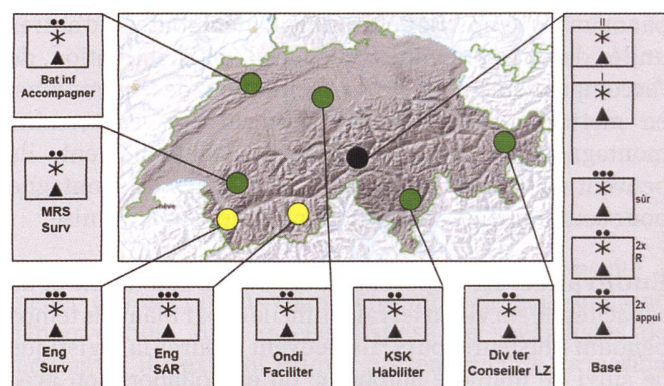 Bat inf
Accompagner
MRS
Surv
Eng
Surv
Eng
SAR
Ondi
Faciliter
KSK
Habiliter
Div ter
Conseiller LZ
II
I
sûr
2x
R
2x
appui
Base